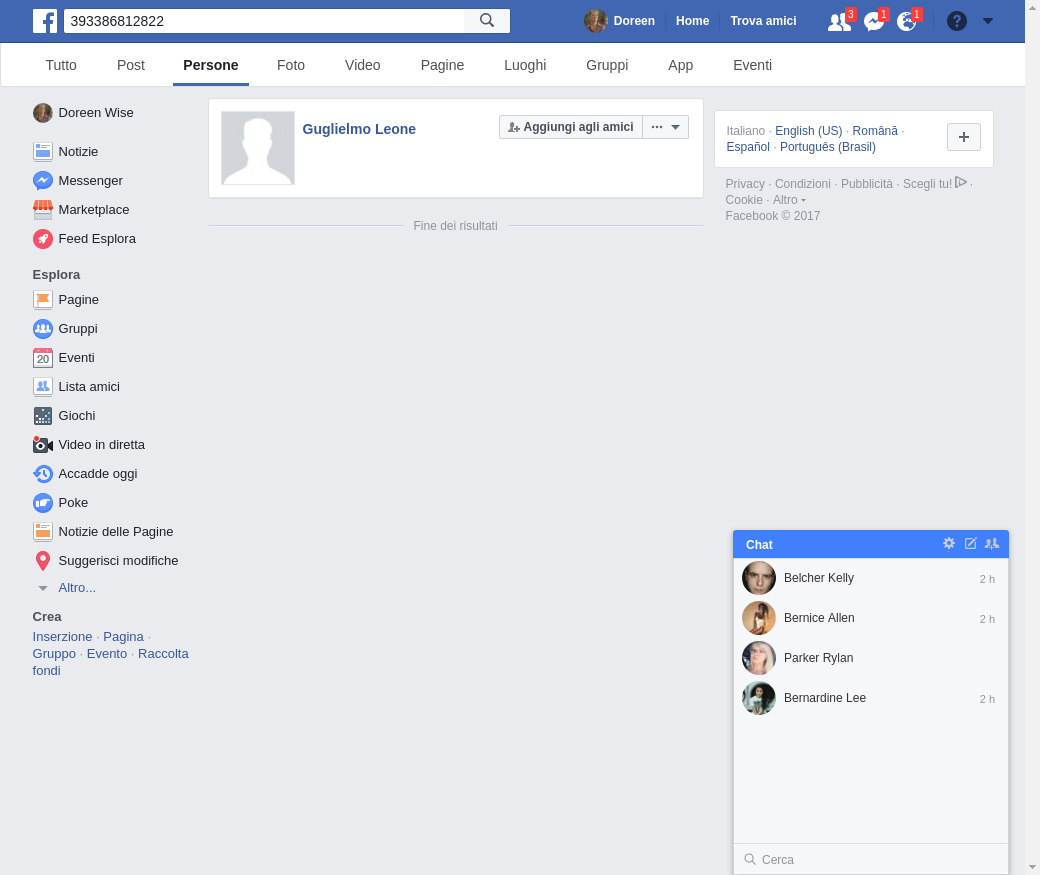 393386812822
Doreen Home Trova amici 3 1 1 ?
Tutto Post Persone Foto Video Pagine Luoghi Gruppi App Eventi
Doreen Wise
Notizie
Messenger
Marketplace
Feed Esplora
Esplora
Pagine
Gruppi
20 Eventi
Lista amici
Giochi
Video in diretta
Accadde oggi
Poke
Notizie delle Pagine
Suggerisci modifiche
Altro...
Crea
Inserzione · Pagina ·
Gruppo · Evento · Raccolta
fondi
Guglielmo Leone
Aggiungi agli amici ···
Fine dei risultati
Italiano · English (US) · Română ·
Español · Português (Brasil)
+
Privacy · Condizioni · Pubblicità · Scegli tu! ·
Cookie · Altro
Facebook © 2017
Chat
Belcher Kelly 2 h
Bernice Allen 2 h
Parker Rylan
Bernardine Lee 2 h
Cerca